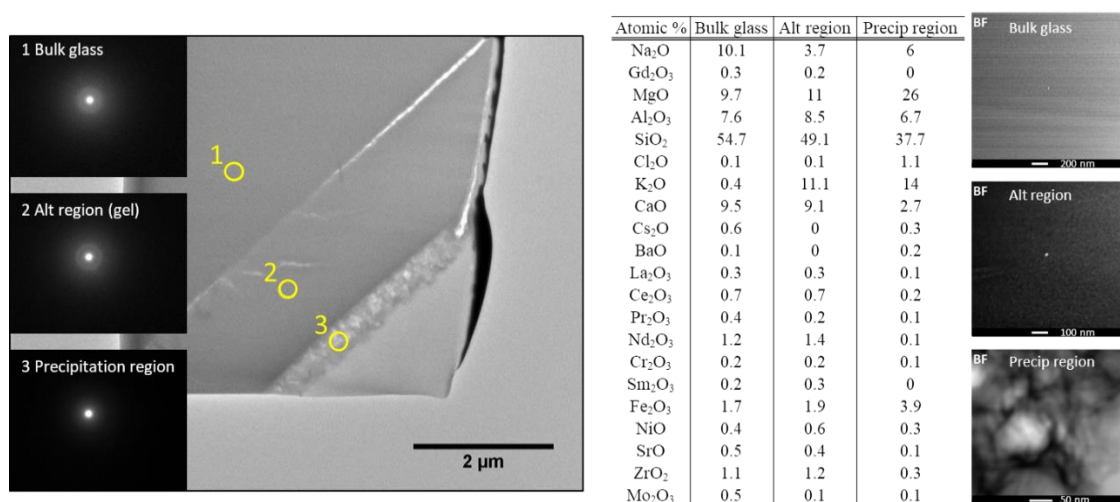 1 Bulk glass
2 Alt region (gel)
3 Precipitation region
1
2
3
2 µm
Atomic % Bulk glass Alt region Precip region
Na₂O 10.1 3.7 6
Gd₂O₃ 0.3 0.2 0
MgO 9.7 11 26
Al₂O₃ 7.6 8.5 6.7
SiO₂ 54.7 49.1 37.7
Cl₂O 0.1 0.1 1.1
K₂O 0.4 11.1 14
CaO 9.5 9.1 2.7
Cs₂O 0.6 0 0.3
BaO 0.1 0 0.2
La₂O₃ 0.3 0.3 0.1
Ce₂O₃ 0.7 0.7 0.2
Pr₂O₃ 0.4 0.2 0.1
Nd₂O₃ 1.2 1.4 0.1
Cr₂O₃ 0.2 0.2 0.1
Sm₂O₃ 0.2 0.3 0
Fe₂O₃ 1.7 1.9 3.9
NiO 0.4 0.6 0.3
SrO 0.5 0.4 0.1
ZrO₂ 1.1 1.2 0.3
Mo₂O₃ 0.5 0.1 0.1
BF Bulk glass
200 nm
BF Alt region
100 nm
BF Precip region
50 nm